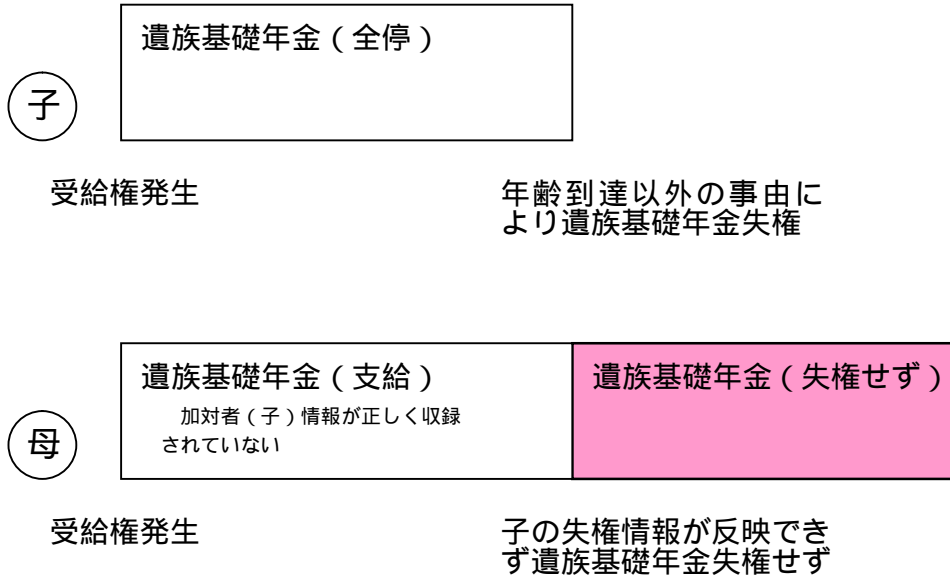 遺族基礎年金（全停）
子
受給権発生
年齢到達以外の事由に
より遺族基礎年金失権
遺族基礎年金（支給）
加対者（子）情報が正しく収録
されていない
遺族基礎年金（失権せず）
母
受給権発生
子の失権情報が反映でき
ず遺族基礎年金失権せず